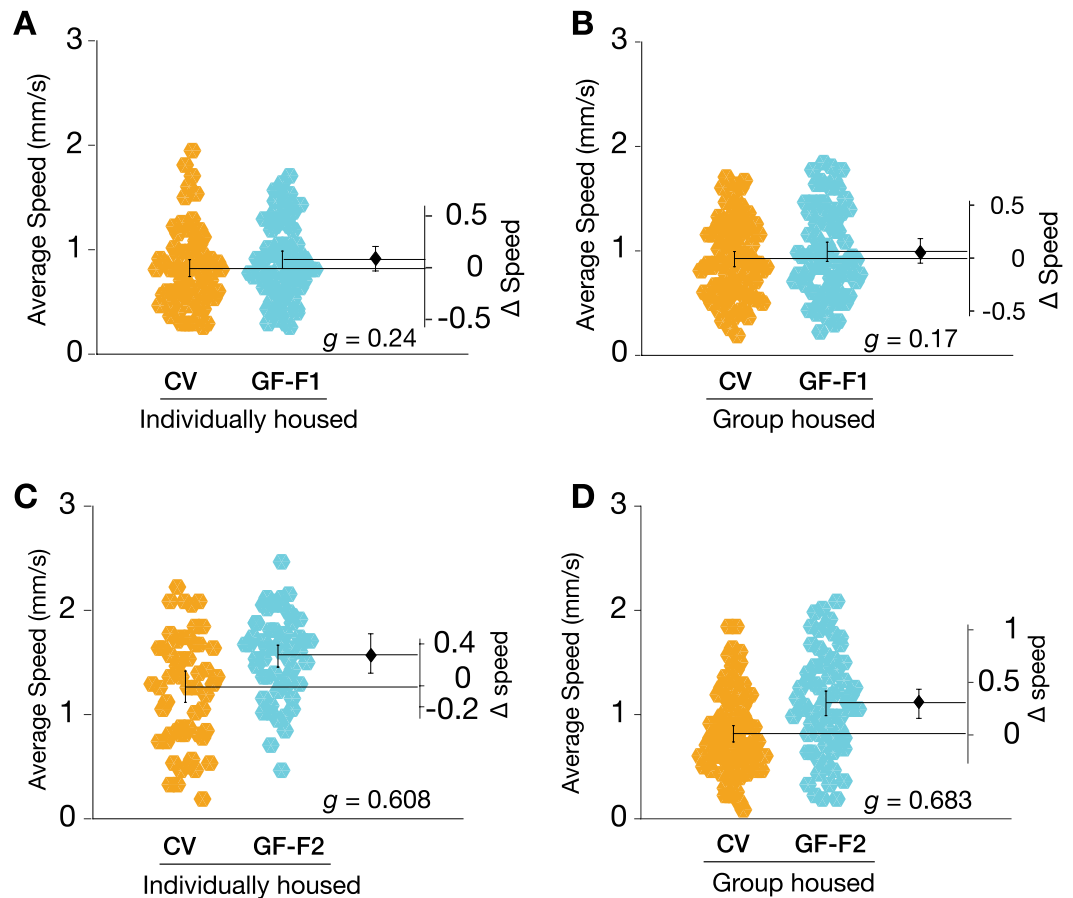 A
3
2
1
0
Average Speed (mm/s)
0.5
0
-0.5
Δ Speed
g = 0.24
CV GF-F1
Individually housed
B
3
2
1
0
Average Speed (mm/s)
0.5
0
-0.5
Δ Speed
g = 0.17
CV GF-F1
Group housed
C
3
2
1
0
Average Speed (mm/s)
0.4
0
-0.2
Δ speed
g = 0.608
CV GF-F2
Individually housed
D
3
2
1
0
Average Speed (mm/s)
1
0.5
0
Δ speed
g = 0.683
CV GF-F2
Group housed